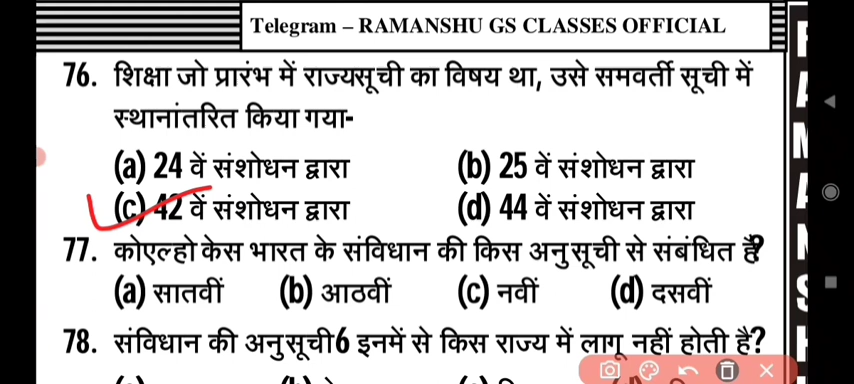 Telegram – RAMANSHU GS CLASSES OFFICIAL
76. शिक्षा जो प्रारंभ में राज्यसूची का विषय था, उसे समवर्ती सूची में
स्थानांतरित किया गया-
(a) 24 वें संशोधन द्वारा (b) 25 वें संशोधन द्वारा
(c) 42 वें संशोधन द्वारा (d) 44 वें संशोधन द्वारा
77. कोएल्हो केस भारत के संविधान की किस अनुसूची से संबंधित है?
(a) सातवीं (b) आठवीं (c) नवीं (d) दसवीं
78. संविधान की अनुसूची6 इनमें से किस राज्य में लागू नहीं होती है?